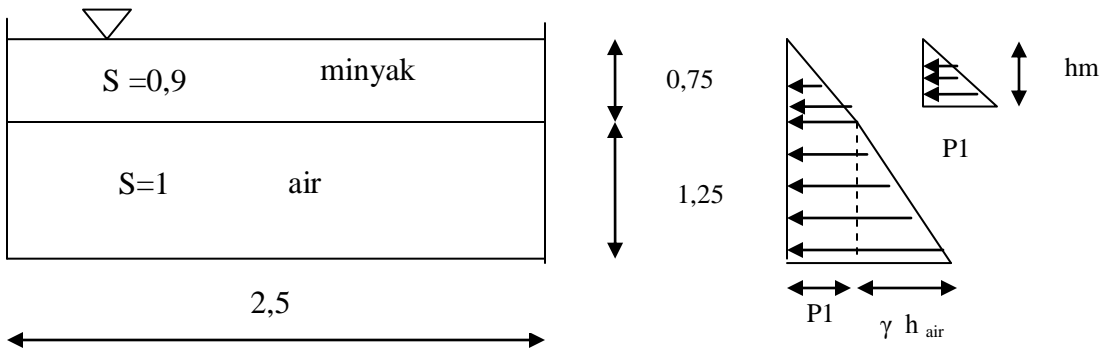 S =0,9 minyak
0,75
hm
P1
S=1 air
1,25
2,5
P1
γ h air